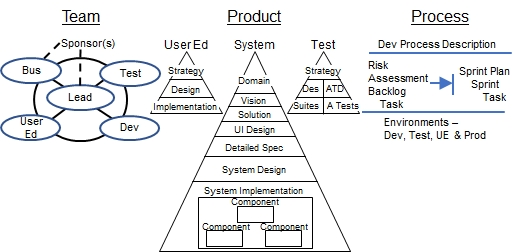 Team
Sponsor(s)
Bus
Test
Lead
User
Ed
Dev
Product
User Ed
Strategy
Design
Implementation
System
Domain
Vision
Solution
UI Design
Detailed Spec
System Design
System Implementation
Component
Component
Component
Test
Strategy
Des
ATD
Suites
A Tests
Process
Dev Process Description
Risk
Assessment
Backlog
Task
Sprint Plan
Sprint
Task
Environments –
Dev, Test, UE & Prod